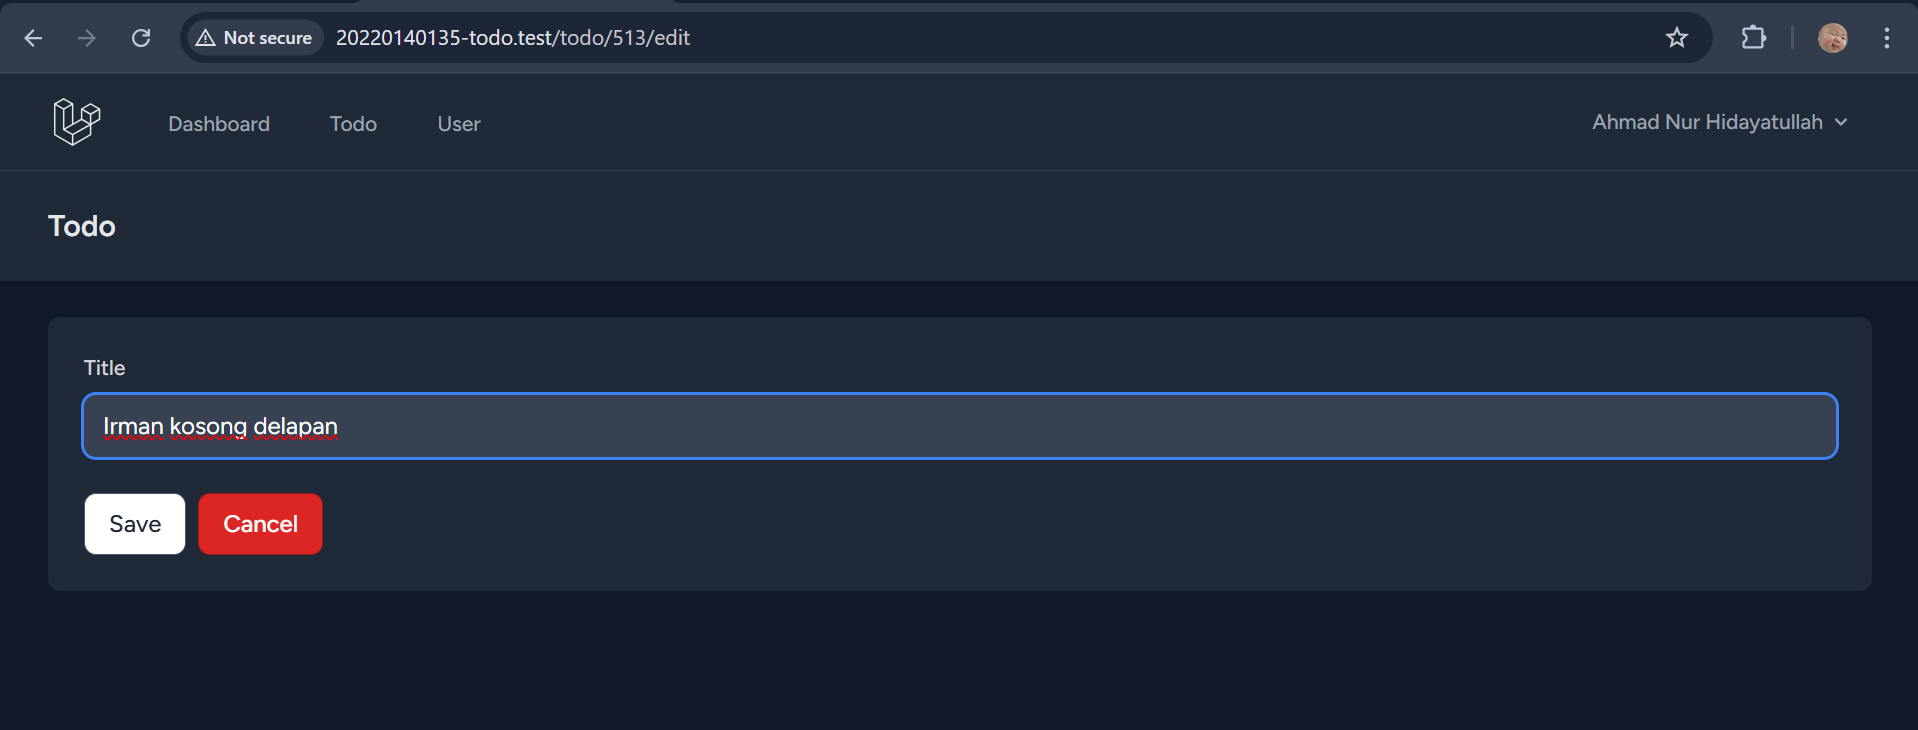 Not secure 20220140135-todo.test/todo/513/edit
Dashboard Todo User Ahmad Nur Hidayatullah
Todo
Title
Irman kosong delapan
Save Cancel